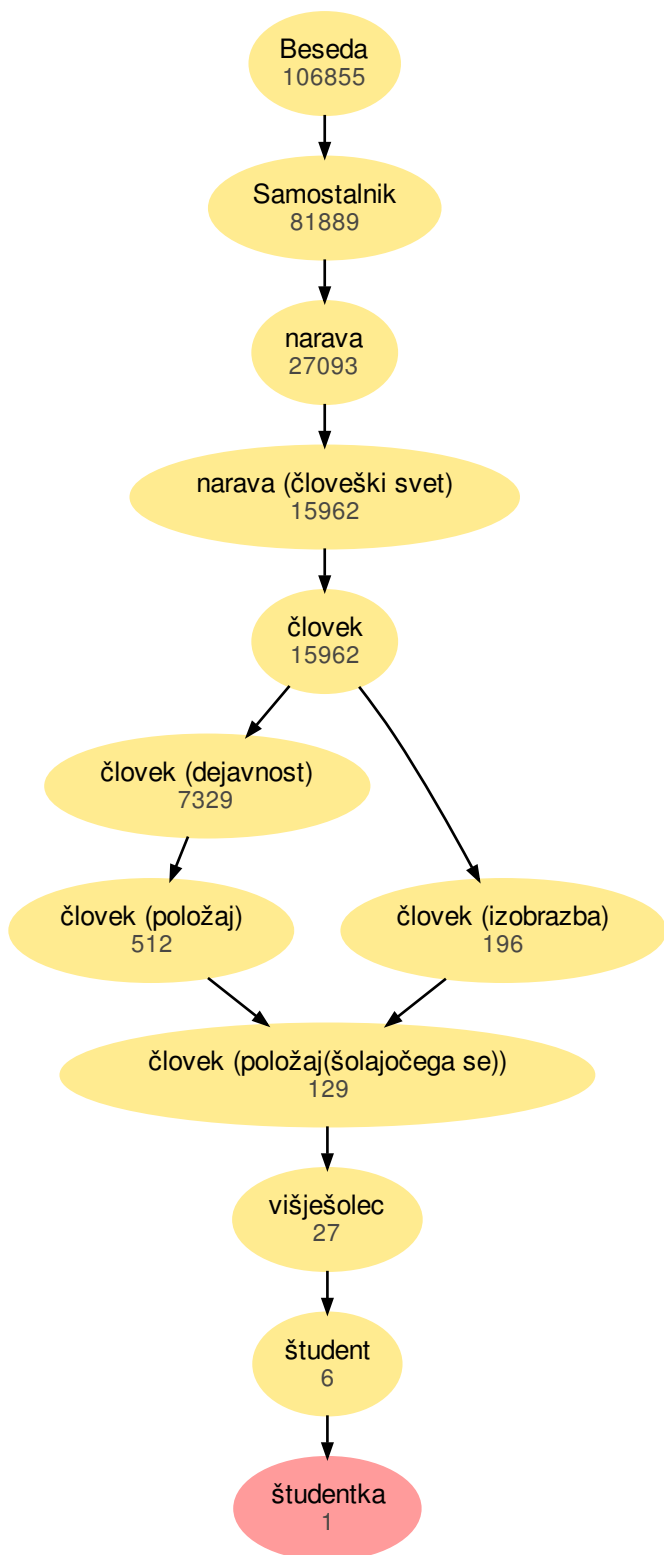 Beseda
106855
Samostalnik
81889
narava
27093
narava (človeški svet)
15962
človek
15962
človek (dejavnost)
7329
človek (položaj)
512
človek (izobrazba)
196
človek (položaj(šolajočega se))
129
višješolec
27
študent
6
študentka
1